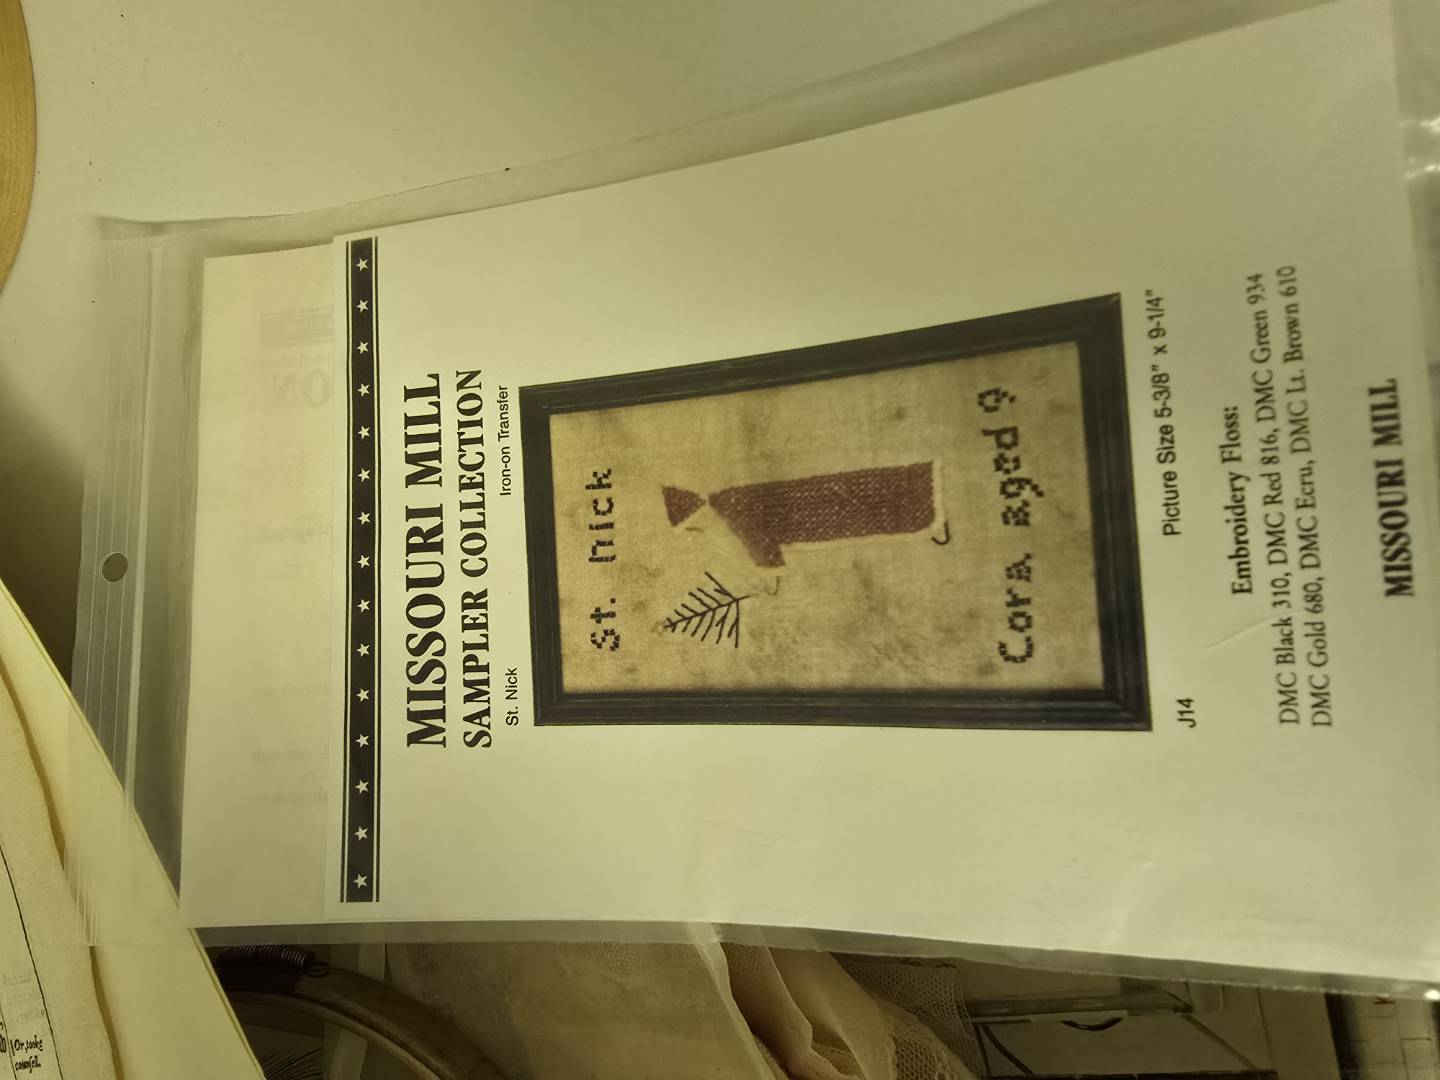 MISSOURI MILL
SAMPLER COLLECTION
St. Nick Iron-on Transfer
St. nick
Cora aged 9
J14 Picture Size 5-3/8" x 9-1/4"
Embroidery Floss:
DMC Black 310, DMC Red 816, DMC Green 934
DMC Gold 680, DMC Ecru, DMC Lt. Brown 610
MISSOURI MILL